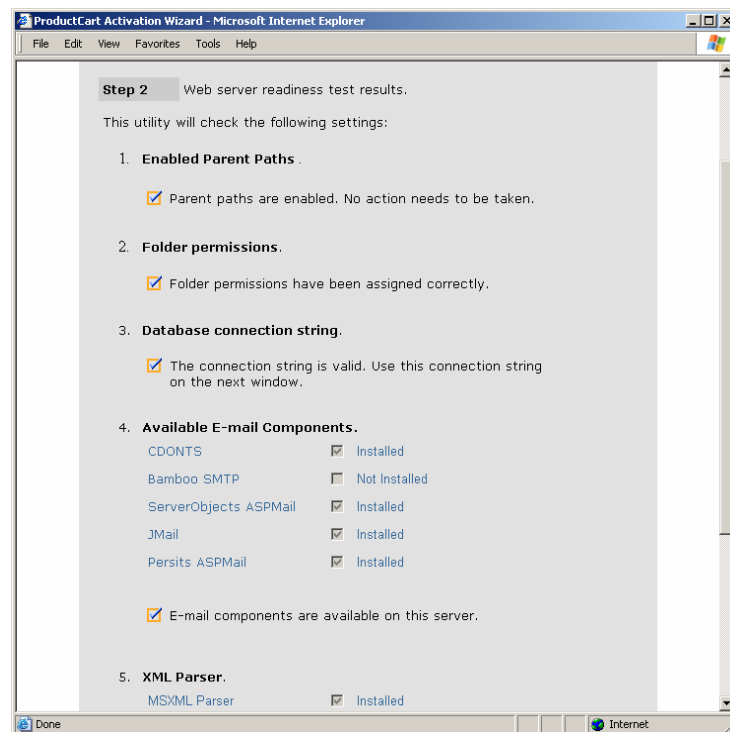 ProductCart Activation Wizard - Microsoft Internet Explorer
File Edit View Favorites Tools Help
Step 2 Web server readiness test results.
This utility will check the following settings:
1. Enabled Parent Paths .
Parent paths are enabled. No action needs to be taken.
2. Folder permissions.
Folder permissions have been assigned correctly.
3. Database connection string.
The connection string is valid. Use this connection string
on the next window.
4. Available E-mail Components.
CDONTS Installed
Bamboo SMTP Not Installed
ServerObjects ASPMail Installed
JMail Installed
Persits ASPMail Installed
E-mail components are available on this server.
5. XML Parser.
MSXML Parser Installed
Done Internet